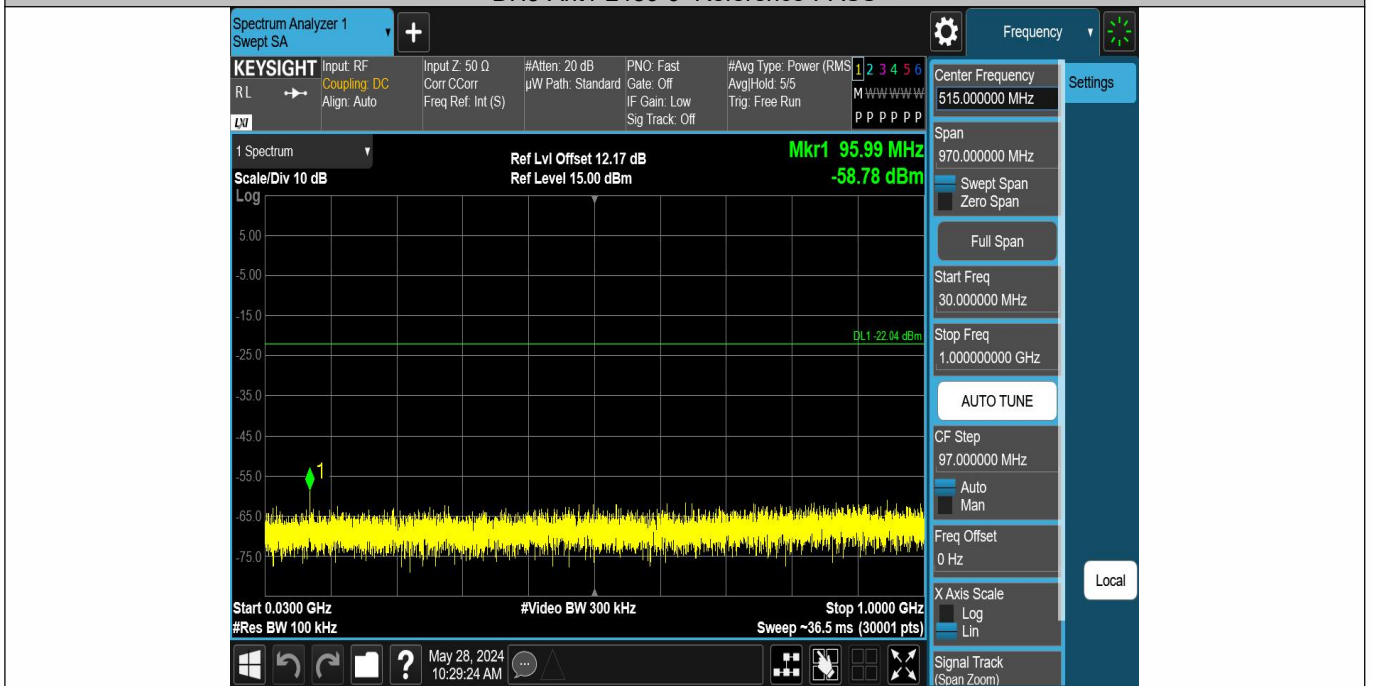 Spectrum Analyzer 1
Swept SA
+
Frequency
KEYSIGHT
RL
LXI
Input: RF
Coupling: DC
Align: Auto
Input Z: 50 Ω
Corr CCorr
Freq Ref: Int (S)
#Atten: 20 dB
µW Path: Standard
PNO: Fast
Gate: Off
IF Gain: Low
Sig Track: Off
#Avg Type: Power (RMS
Avg|Hold: 5/5
Trig: Free Run
1 2 3 4 5 6
M W W W W W
P P P P P P
1 Spectrum
Scale/Div 10 dB
Log
Ref Lvl Offset 12.17 dB
Ref Level 15.00 dBm
Mkr1 95.99 MHz
-58.78 dBm
5.00
-5.00
-15.0
DL1 -22.04 dBm
-25.0
-35.0
-45.0
1
-55.0
-65.0
-75.0
Start 0.0300 GHz
#Res BW 100 kHz
#Video BW 300 kHz
Stop 1.0000 GHz
Sweep ~36.5 ms (30001 pts)
Center Frequency
515.000000 MHz
Span
970.000000 MHz
Swept Span
Zero Span
Full Span
Start Freq
30.000000 MHz
Stop Freq
1.000000000 GHz
AUTO TUNE
CF Step
97.000000 MHz
Auto
Man
Freq Offset
0 Hz
X Axis Scale
Log
Lin
Signal Track
(Span Zoom)
Settings
Local
?
May 28, 2024
10:29:24 AM